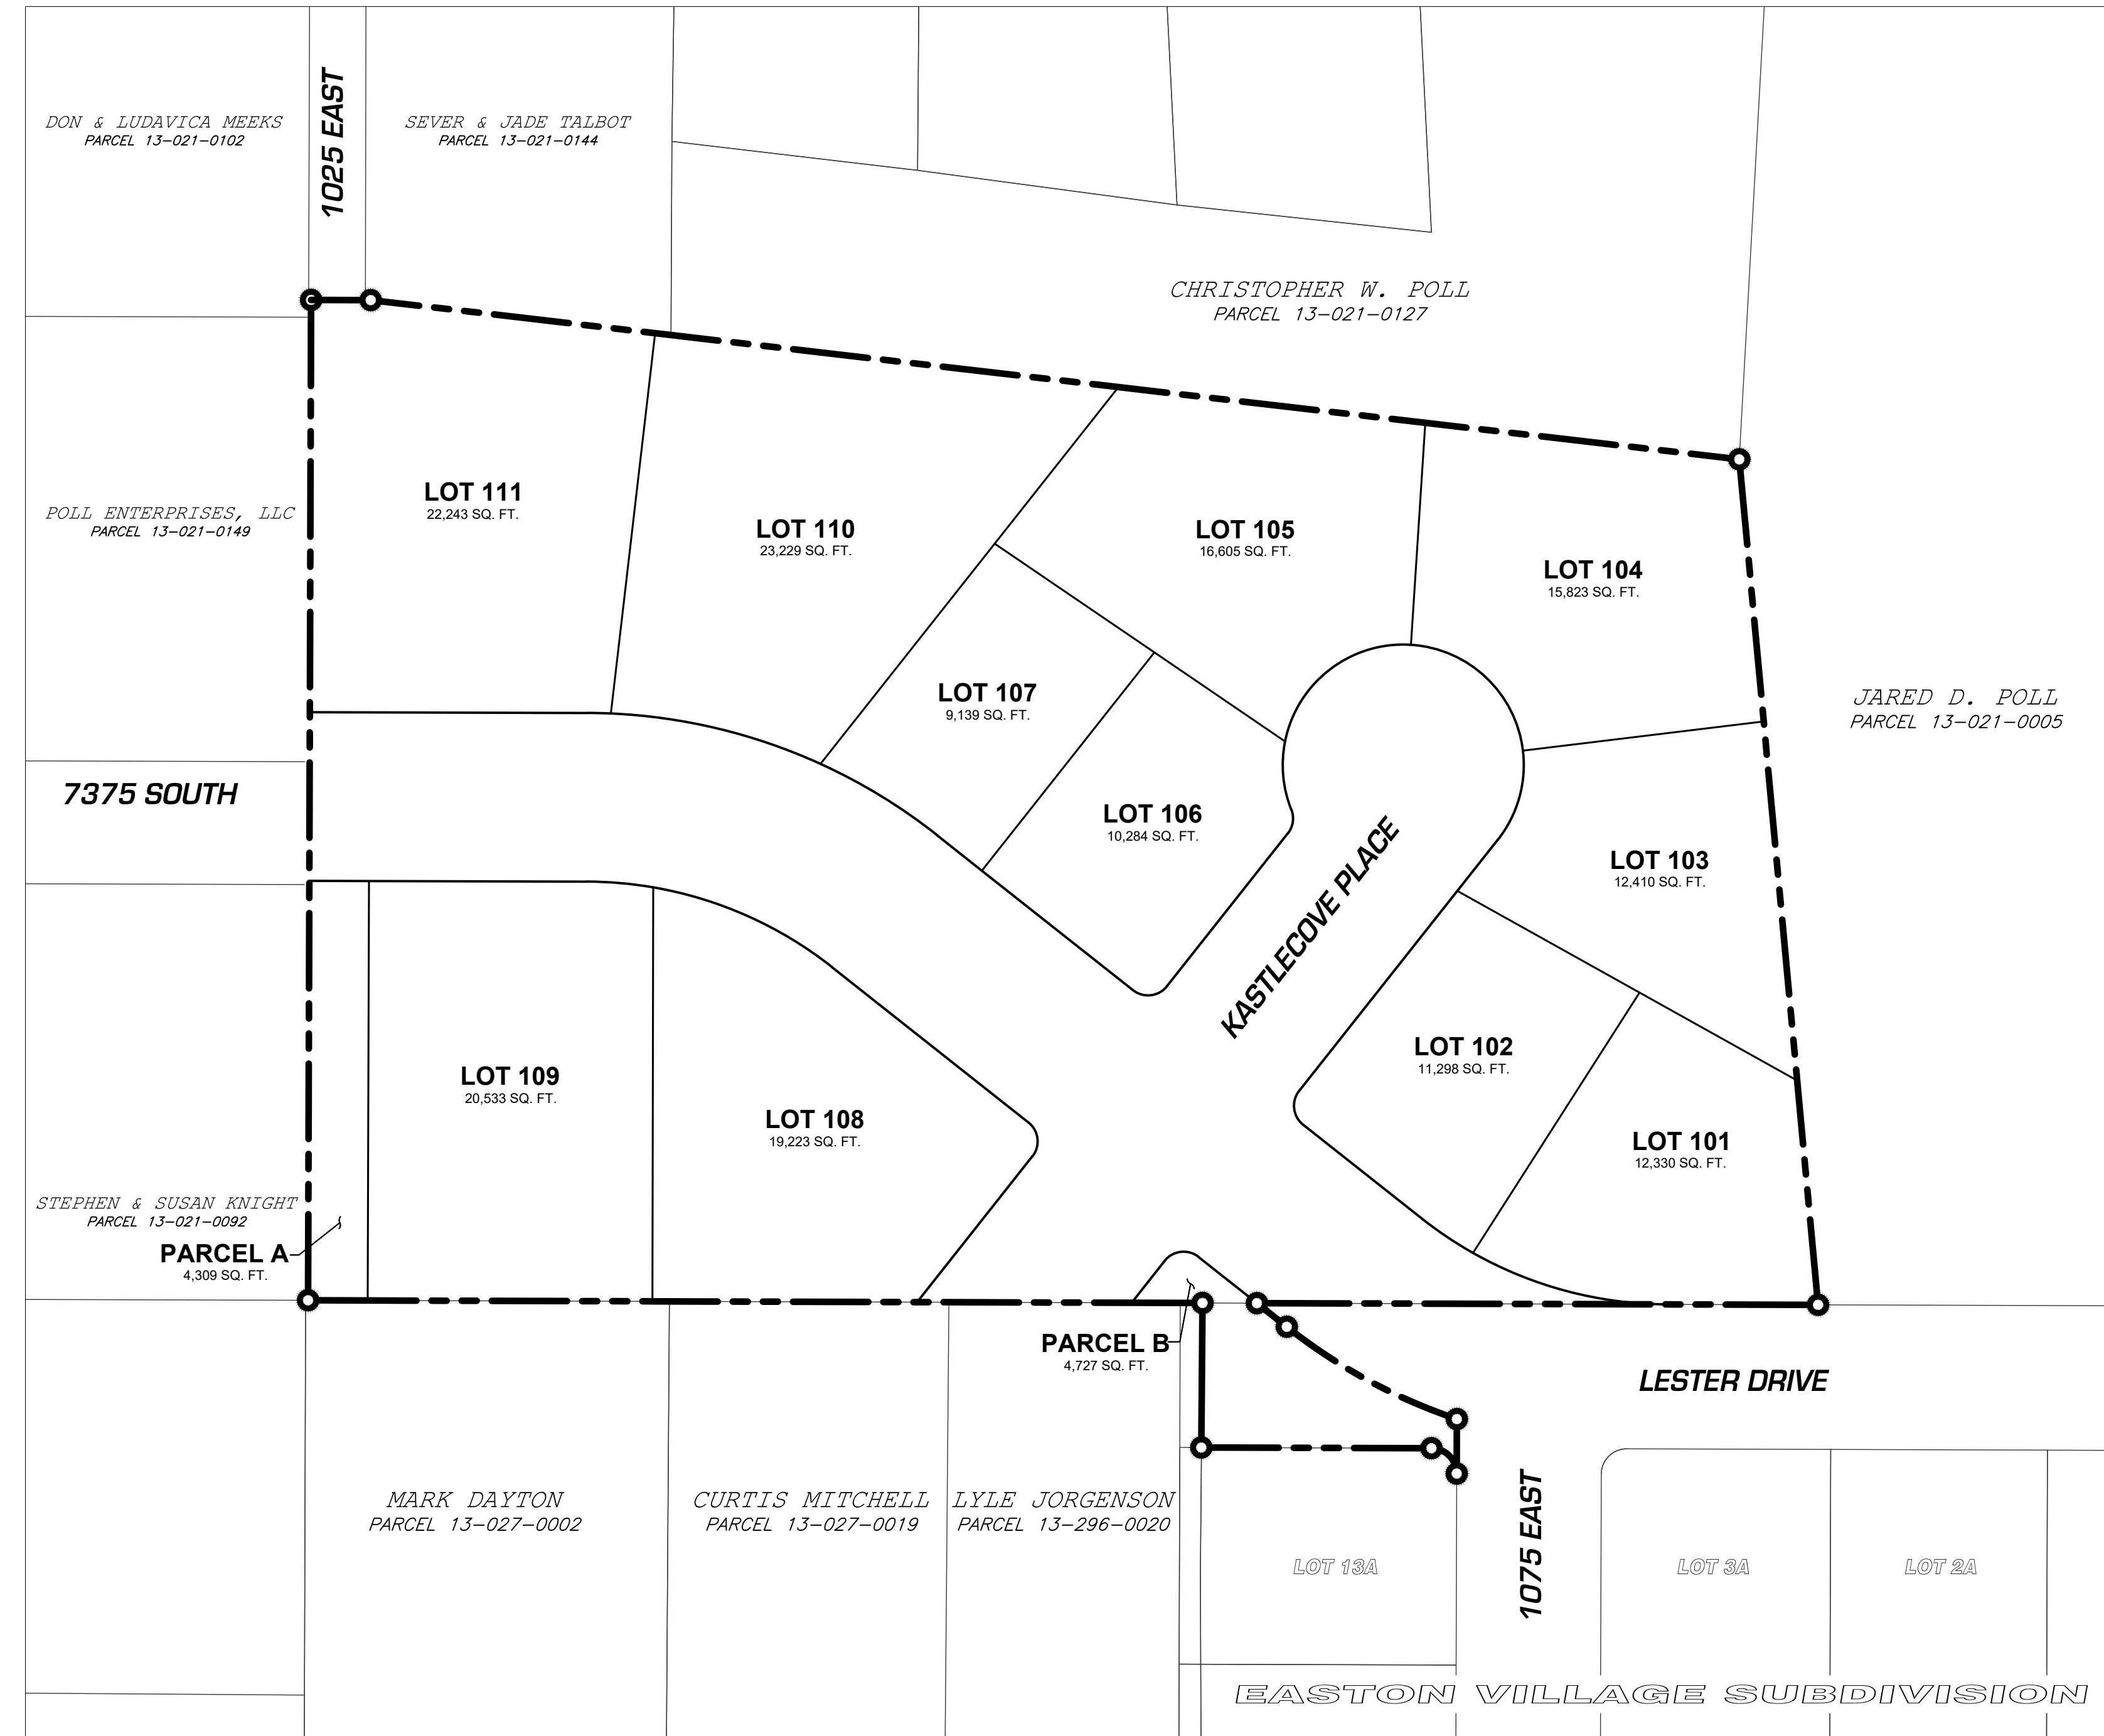 DON & LUDAVICA MEEKS
PARCEL 13-021-0102
1025 EAST
SEVER & JADE TALBOT
PARCEL 13-021-0144
CHRISTOPHER W. POLL
PARCEL 13-021-0127
POLL ENTERPRISES, LLC
PARCEL 13-021-0149
LOT 111
22,243 SQ. FT.
LOT 110
23,229 SQ. FT.
LOT 105
16,605 SQ. FT.
LOT 104
15,823 SQ. FT.
LOT 107
9,139 SQ. FT.
JARED D. POLL
PARCEL 13-021-0005
7375 SOUTH
LOT 106
10,284 SQ. FT.
KASTLECOVE PLACE
LOT 103
12,410 SQ. FT.
LOT 109
20,533 SQ. FT.
LOT 108
19,223 SQ. FT.
LOT 102
11,298 SQ. FT.
LOT 101
12,330 SQ. FT.
STEPHEN & SUSAN KNIGHT
PARCEL 13-021-0092
PARCEL A
4,309 SQ. FT.
PARCEL B
4,727 SQ. FT.
LESTER DRIVE
MARK DAYTON
PARCEL 13-027-0002
CURTIS MITCHELL
PARCEL 13-027-0019
LYLE JORGENSON
PARCEL 13-296-0020
1075 EAST
LOT 13A
LOT 3A
LOT 2A
EASTON VILLAGE SUBDIVISION